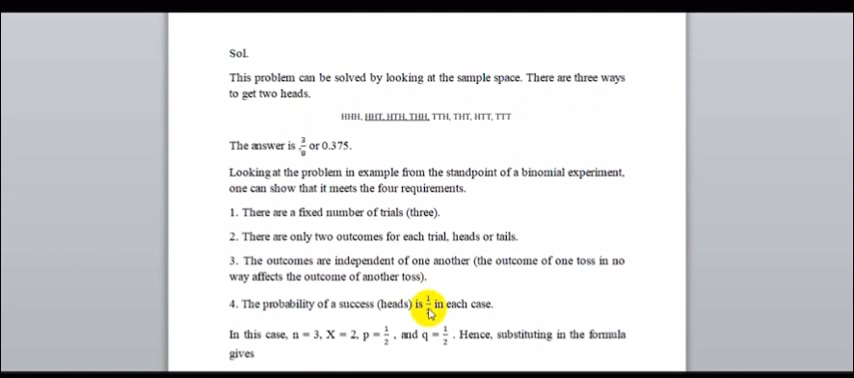 Sol.
This problem can be solved by looking at the sample space. There are three ways
to get two heads.
HHH, HHT, HTH, THH, TTH, THT, HTT, TTT
The answer is 3/8 or 0.375.
Looking at the problem in example from the standpoint of a binomial experiment,
one can show that it meets the four requirements.
1. There are a fixed number of trials (three).
2. There are only two outcomes for each trial, heads or tails.
3. The outcomes are independent of one another (the outcome of one toss in no
way affects the outcome of another toss).
4. The probability of a success (heads) is 1/2 in each case.
In this case, n = 3, X = 2, p = 1/2 , and q = 1/2 . Hence, substituting in the formula
gives